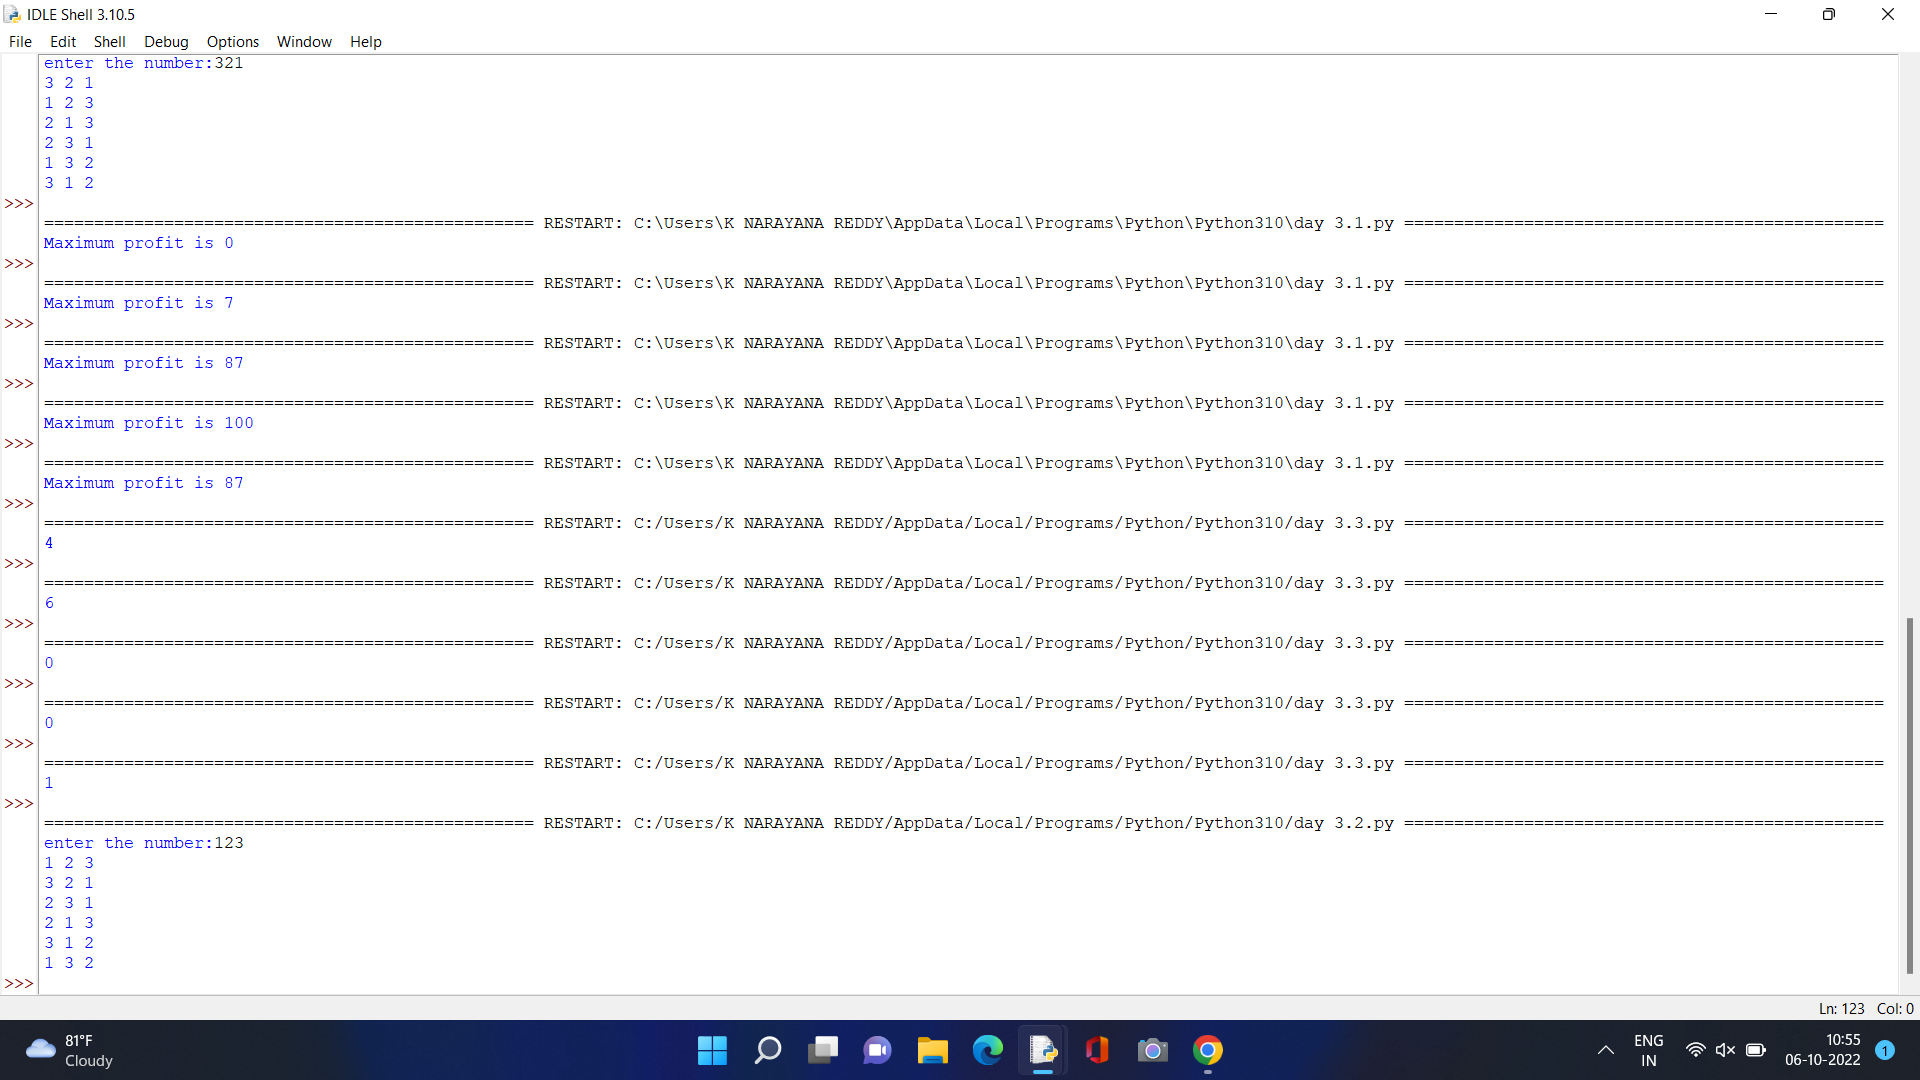 IDLE Shell 3.10.5
File Edit Shell Debug Options Window Help
enter the number:321
3 2 1
1 2 3
2 1 3
2 3 1
1 3 2
3 1 2
>>>
================================================= RESTART: C:\Users\K NARAYANA REDDY\AppData\Local\Programs\Python\Python310\day 3.1.py ================================================
Maximum profit is 0
>>>
================================================= RESTART: C:\Users\K NARAYANA REDDY\AppData\Local\Programs\Python\Python310\day 3.1.py ================================================
Maximum profit is 7
>>>
================================================= RESTART: C:\Users\K NARAYANA REDDY\AppData\Local\Programs\Python\Python310\day 3.1.py ================================================
Maximum profit is 87
>>>
================================================= RESTART: C:\Users\K NARAYANA REDDY\AppData\Local\Programs\Python\Python310\day 3.1.py ================================================
Maximum profit is 100
>>>
================================================= RESTART: C:\Users\K NARAYANA REDDY\AppData\Local\Programs\Python\Python310\day 3.1.py ================================================
Maximum profit is 87
>>>
================================================= RESTART: C:/Users/K NARAYANA REDDY/AppData/Local/Programs/Python/Python310/day 3.3.py ================================================
4
>>>
================================================= RESTART: C:/Users/K NARAYANA REDDY/AppData/Local/Programs/Python/Python310/day 3.3.py ================================================
6
>>>
================================================= RESTART: C:/Users/K NARAYANA REDDY/AppData/Local/Programs/Python/Python310/day 3.3.py ================================================
0
>>>
================================================= RESTART: C:/Users/K NARAYANA REDDY/AppData/Local/Programs/Python/Python310/day 3.3.py ================================================
0
>>>
================================================= RESTART: C:/Users/K NARAYANA REDDY/AppData/Local/Programs/Python/Python310/day 3.3.py ================================================
1
>>>
================================================= RESTART: C:/Users/K NARAYANA REDDY/AppData/Local/Programs/Python/Python310/day 3.2.py ================================================
enter the number:123
1 2 3
3 2 1
2 3 1
2 1 3
3 1 2
1 3 2
>>>
Ln: 123 Col: 0
81°F
Cloudy
ENG
IN
10:55
06-10-2022
1